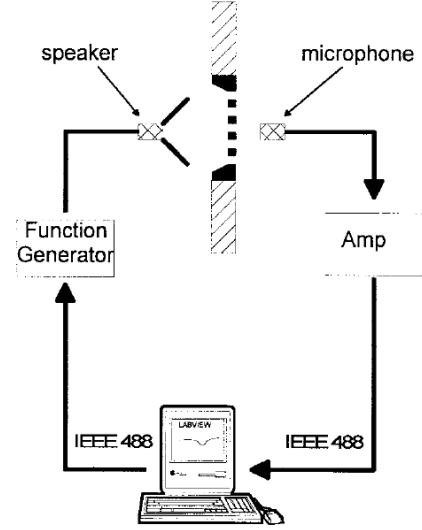 speaker
microphone
Function
Generator
Amp
LABVIEW
IEEE 488
IEEE 488